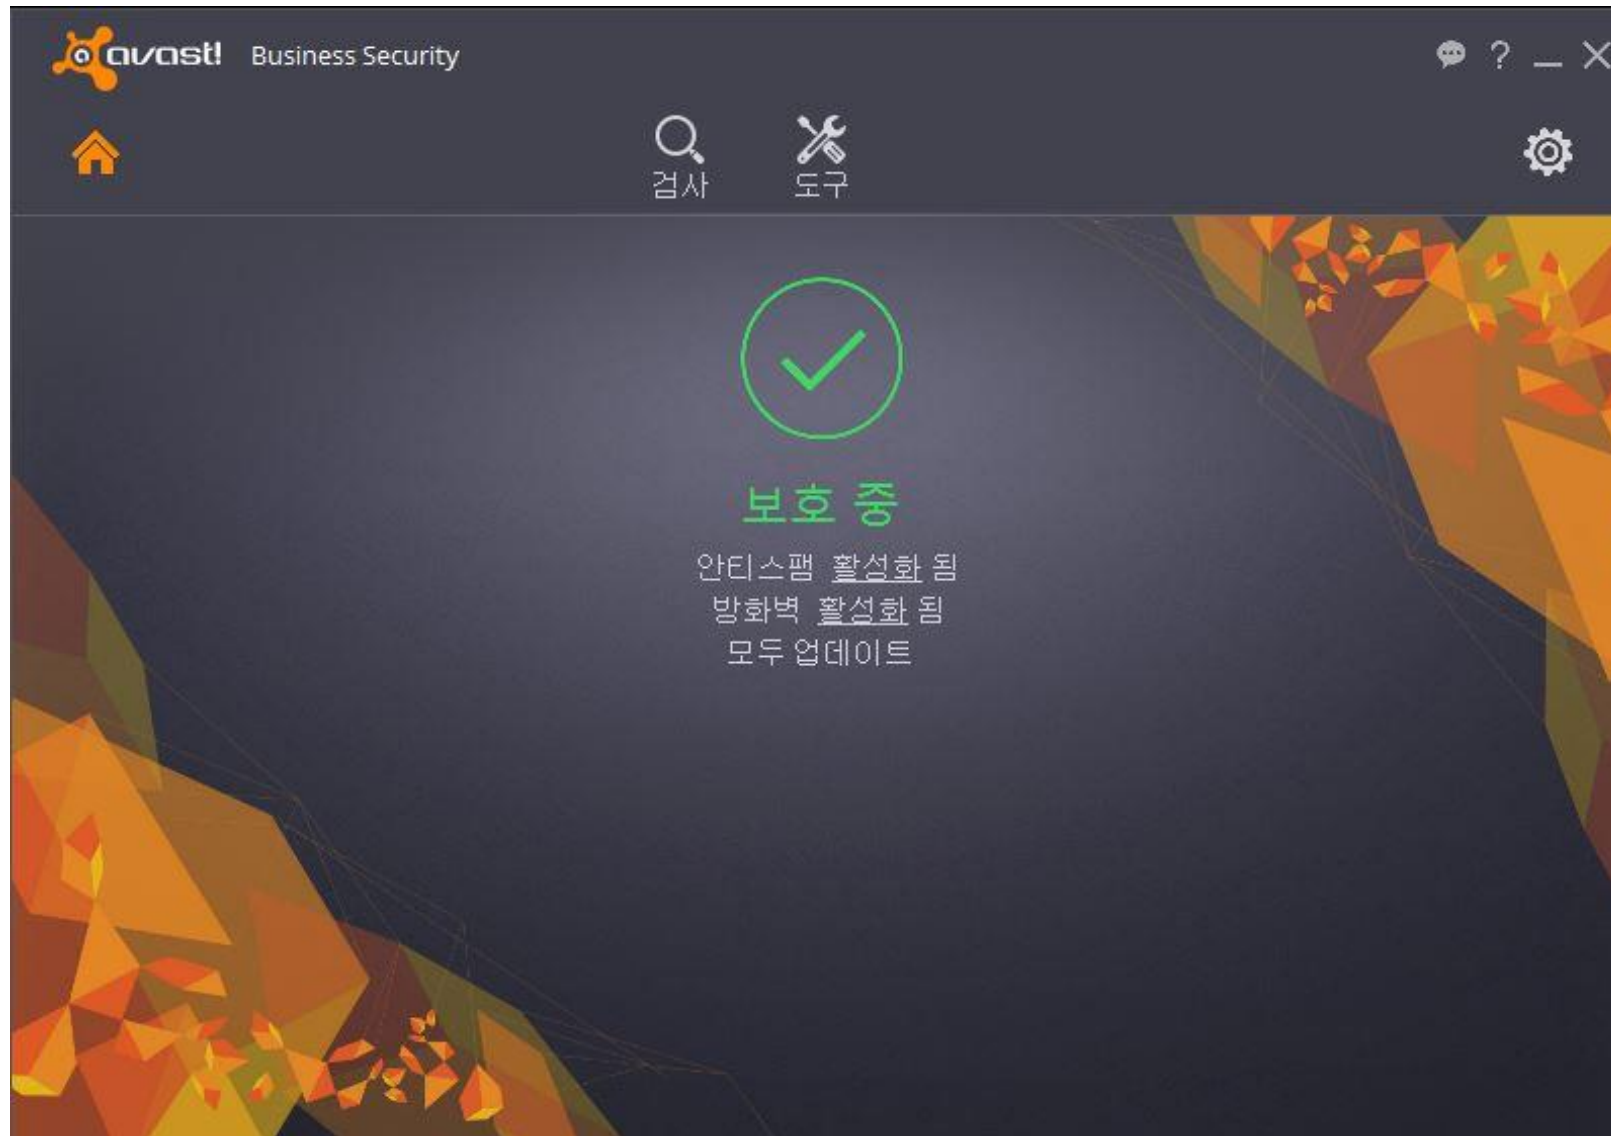 avast! Business Security
?
검사 도구
보호 중
안티스팸 활성화 됨
방화벽 활성화 됨
모두 업데이트